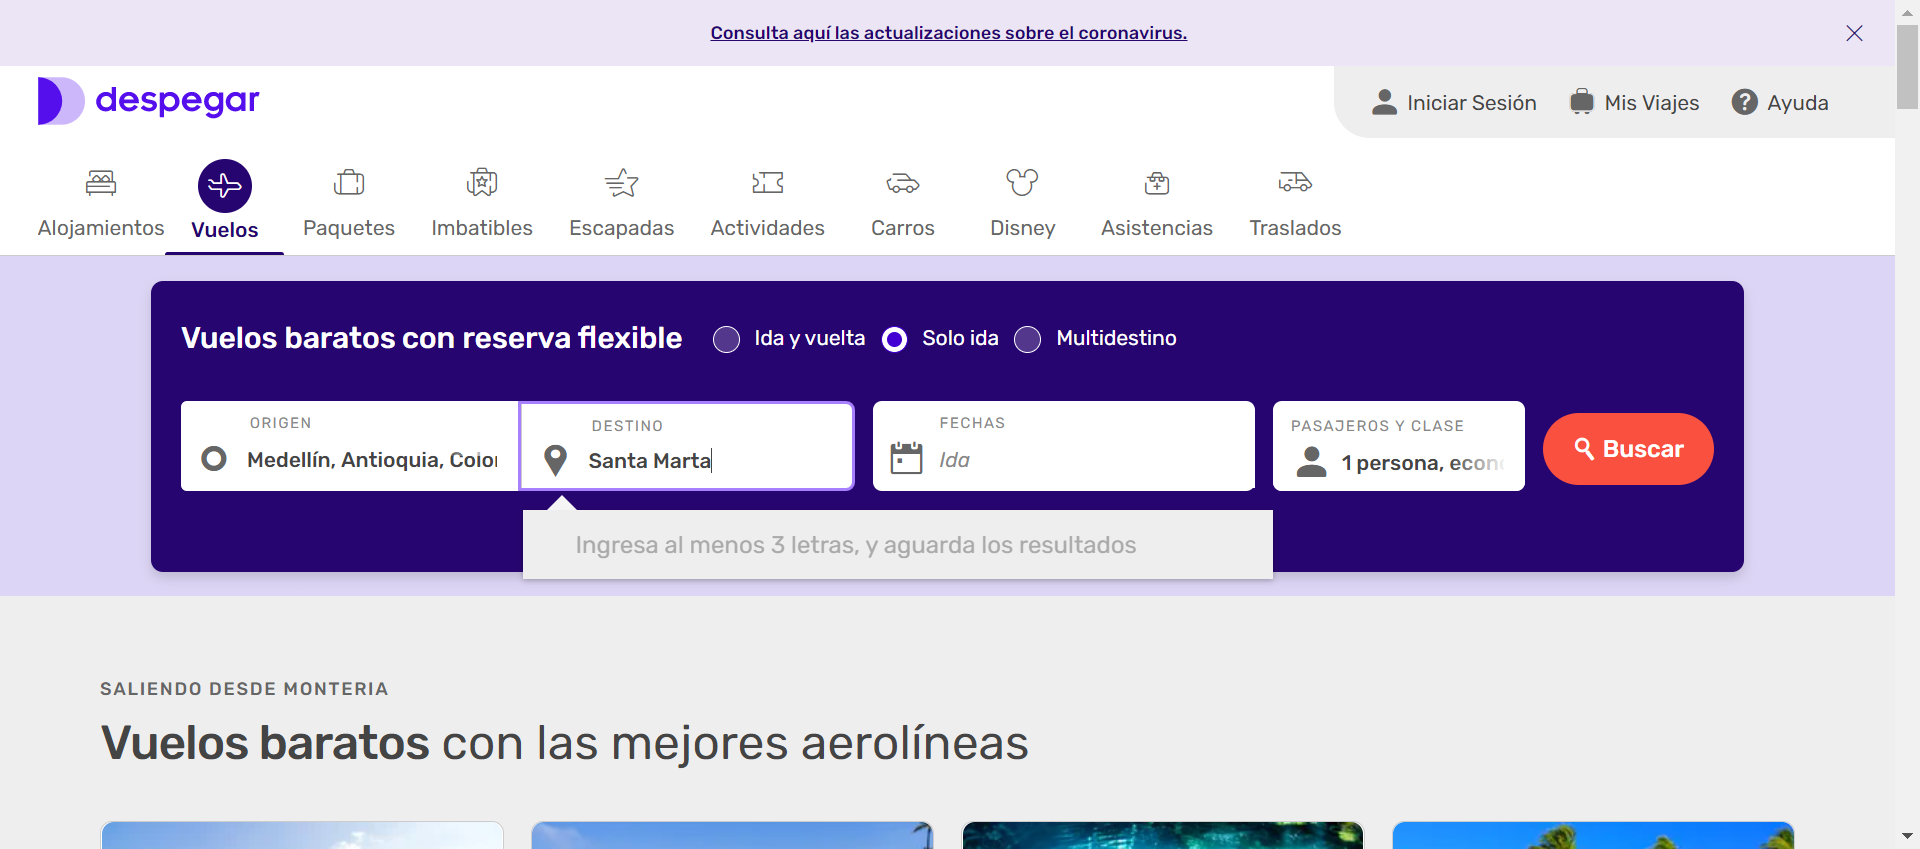 Consulta aquí las actualizaciones sobre el coronavirus.
despegar
Iniciar Sesión
Mis Viajes
? Ayuda
Alojamientos
Vuelos
Paquetes
Imbatibles
Escapadas
Actividades
Carros
Disney
Asistencias
Traslados
Vuelos baratos con reserva flexible
Ida y vuelta
Solo ida
Multidestino
ORIGEN
Medellín, Antioquia, Color
DESTINO
Santa Marta
FECHAS
Ida
PASAJEROS Y CLASE
1 persona, econ
Buscar
Ingresa al menos 3 letras, y aguarda los resultados
SALIENDO DESDE MONTERIA
Vuelos baratos con las mejores aerolíneas